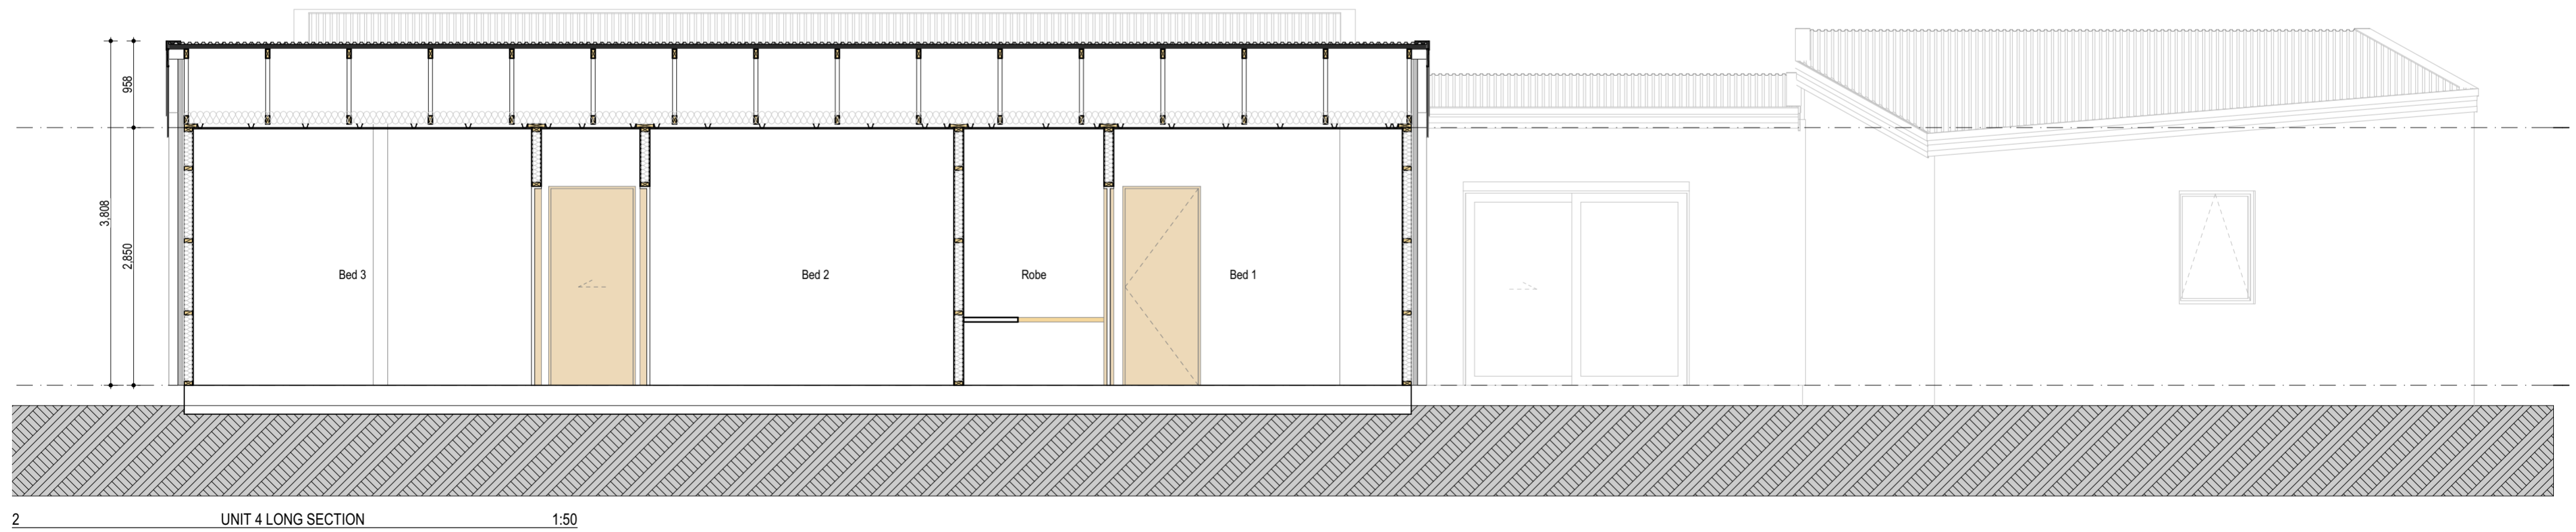 958
3,808
2,850
Bed 3
Bed 2
Robe
Bed 1
2 UNIT 4 LONG SECTION 1:50